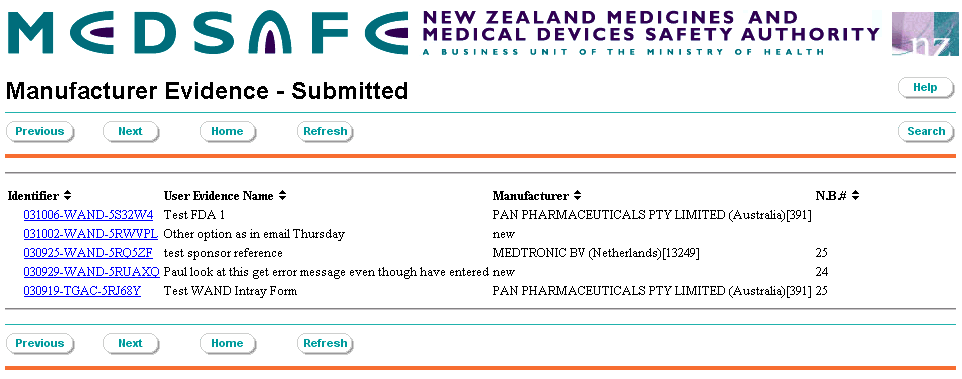 MEDSAFE
NEW ZEALAND MEDICINES AND
MEDICAL DEVICES SAFETY AUTHORITY
A BUSINESS UNIT OF THE MINISTRY OF HEALTH
nz
Manufacturer Evidence - Submitted
Help
Previous Next Home Refresh Search
Identifier User Evidence Name Manufacturer N.B.#
031006-WAND-5S32W4 Test FDA 1 PAN PHARMACEUTICALS PTY LIMITED (Australia)[391]
031002-WAND-5RWVPL Other option as in email Thursday new
030925-WAND-5RQ5ZF test sponsor reference MEDTRONIC BV (Netherlands)[13249] 25
030929-WAND-5RUAXQ Paul look at this get error message even though have entered new 24
030919-TGAC-5RJ68Y Test WAND Intray Form PAN PHARMACEUTICALS PTY LIMITED (Australia)[391] 25
Previous Next Home Refresh